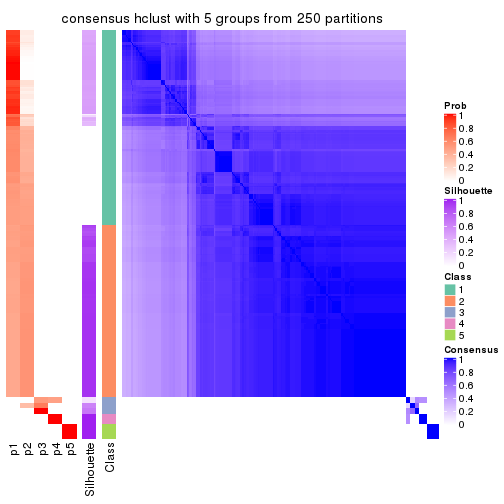 consensus hclust with 5 groups from 250 partitions
Prob
1
0.8
0.6
0.4
0.2
0
Silhouette
1
0.8
0.6
0.4
0.2
0
Class
1
2
3
4
5
Consensus
1
0.8
0.6
0.4
0.2
0
p1
p2
p3
p4
p5
Silhouette
Class